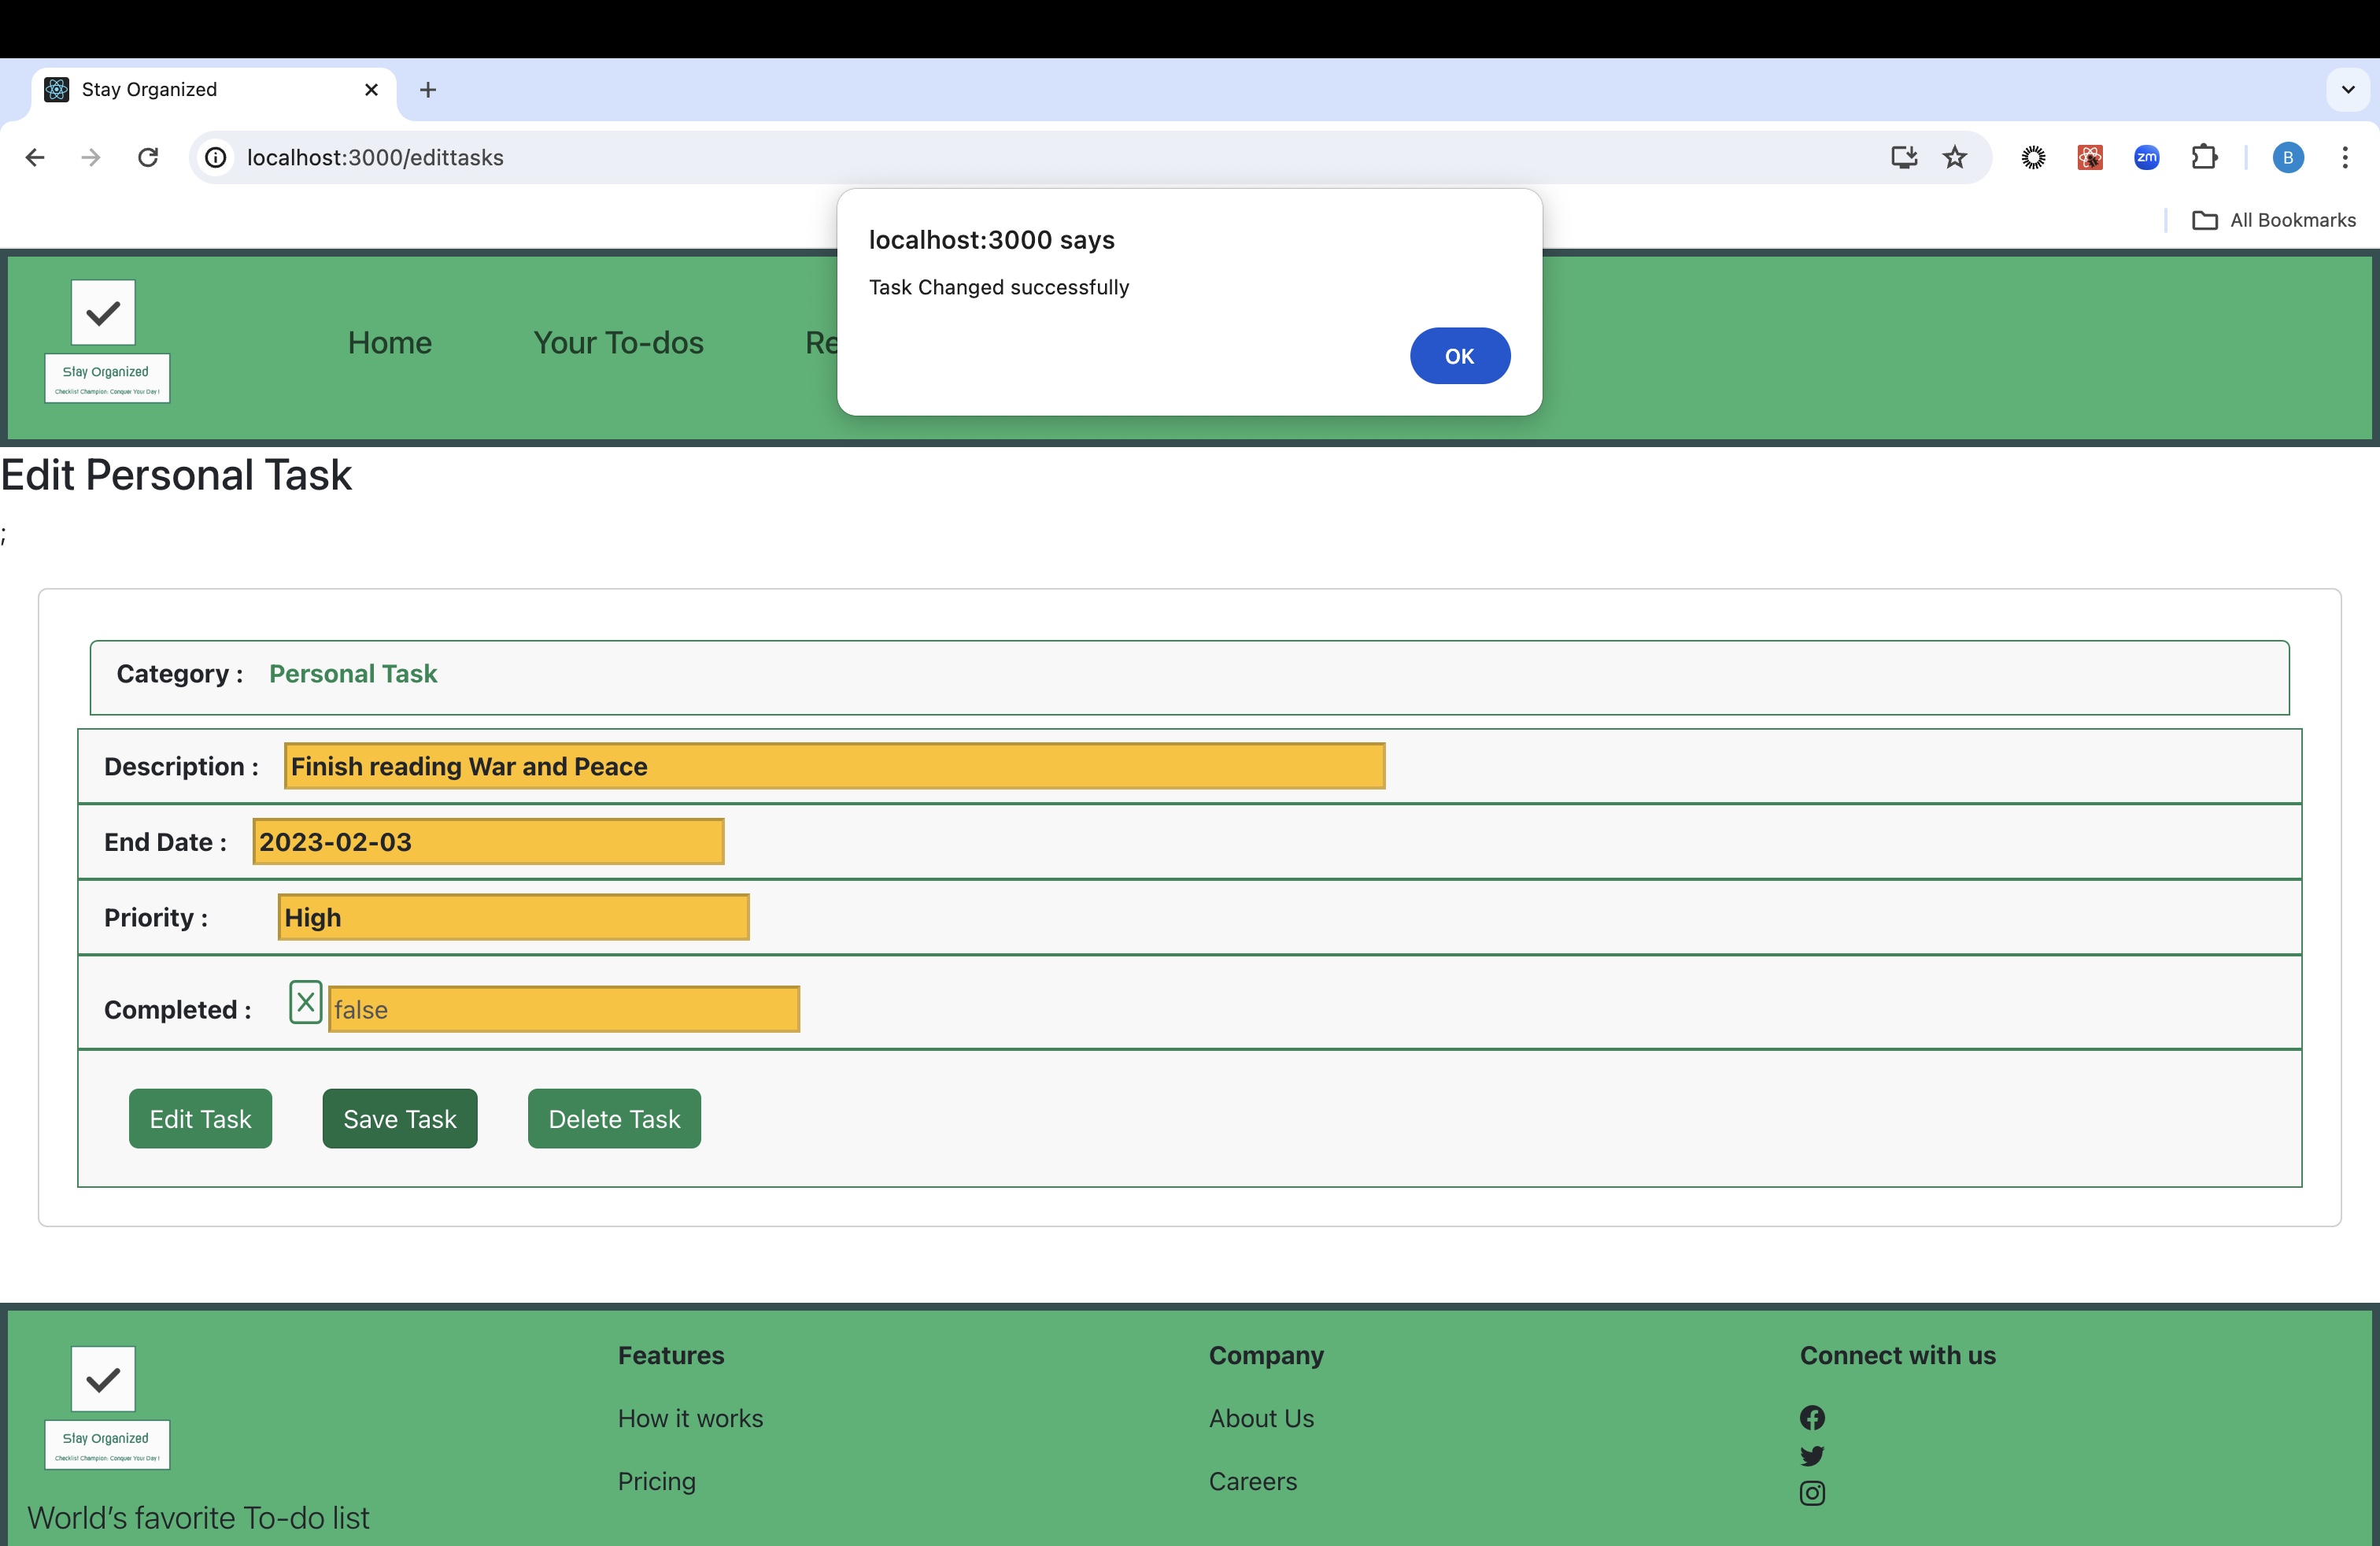 Stay Organized
localhost:3000/edittasks
zm
B
All Bookmarks
localhost:3000 says
Task Changed successfully
OK
Stay Organized
Checklist Champion: Conquer Your Day!
Home
Your To-dos
Re
Edit Personal Task
;
Category : Personal Task
Description : Finish reading War and Peace
End Date : 2023-02-03
Priority : High
Completed : X false
Edit Task
Save Task
Delete Task
Stay Organized
Checklist Champion: Conquer Your Day!
World's favorite To-do list
Features
How it works
Pricing
Company
About Us
Careers
Connect with us